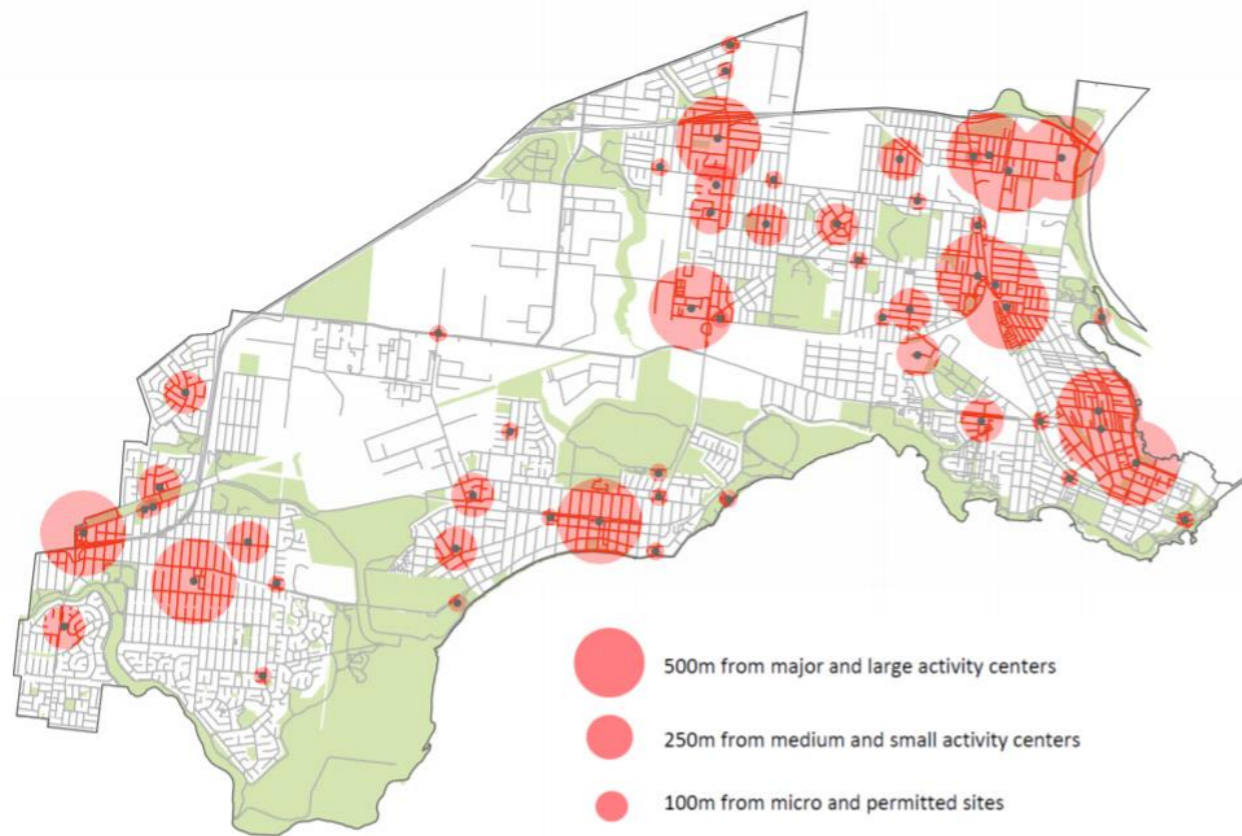 500m from major and large activity centers
250m from medium and small activity centers
100m from micro and permitted sites